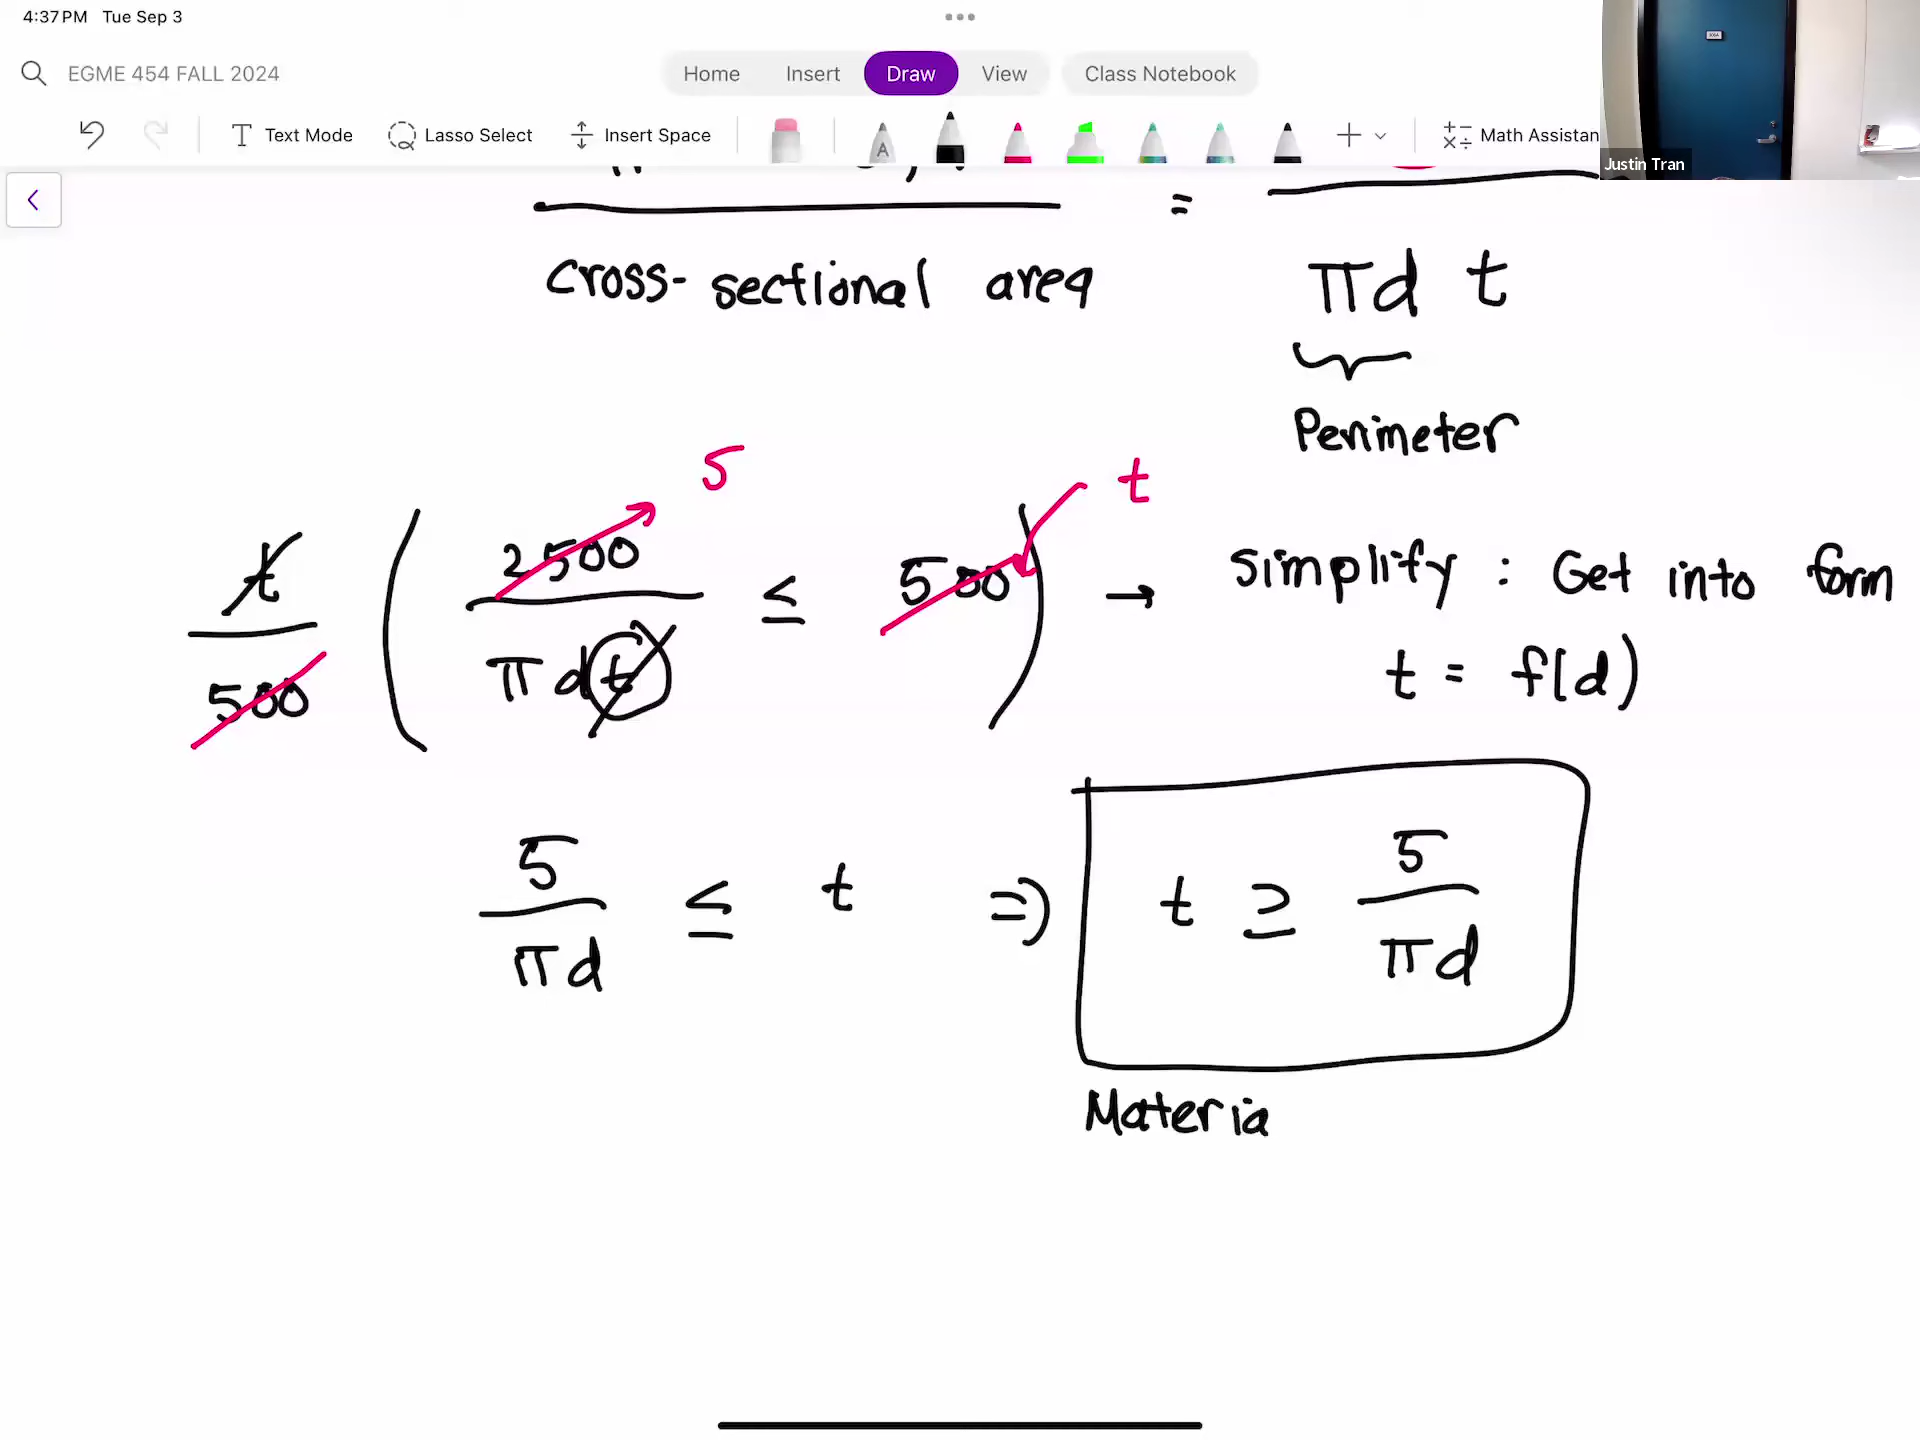 4:37 PM Tue Sep 3
EGME 454 FALL 2024
Home Insert Draw View Class Notebook
Text Mode Lasso Select Insert Space A Math Assistan
Justin Tran
=
cross-sectional area
πd t
Perimeter
5
t
t/500 ( 2500/πdt ≤ 500 ) → simplify : Get into form
t = f(d)
5/πd ≤ t ⇒ t ≥ 5/πd
Materia